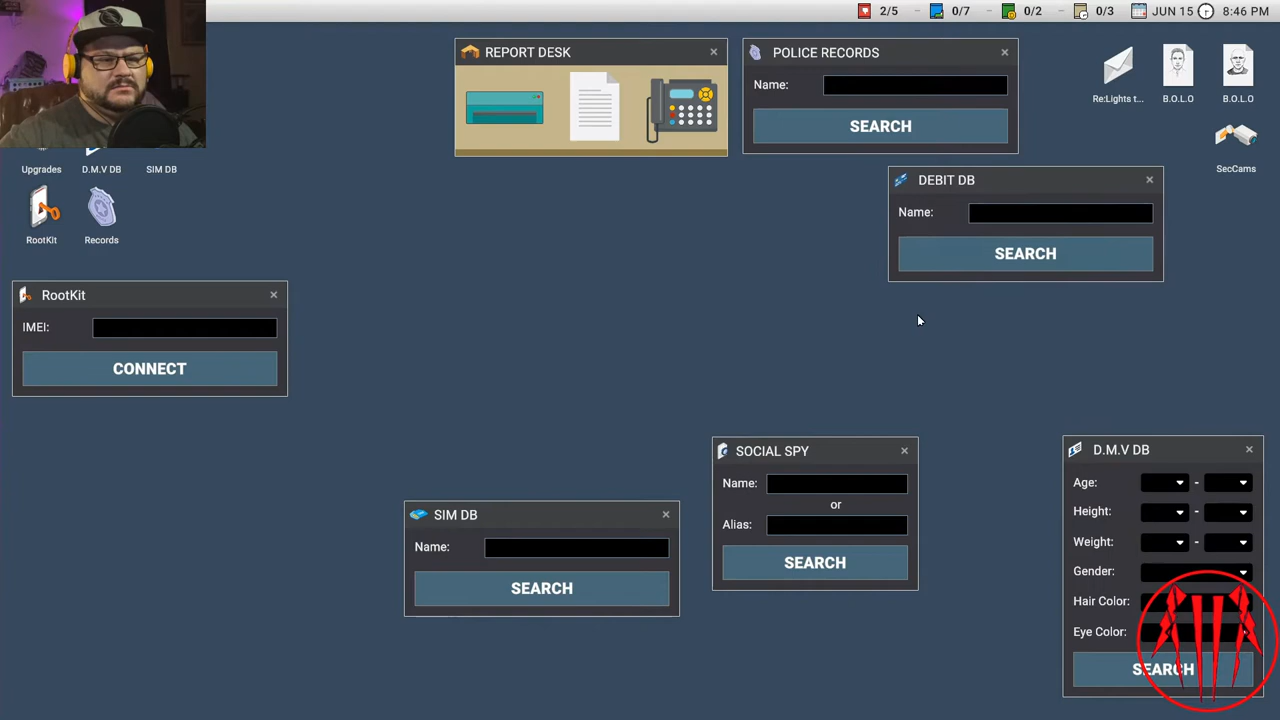 2/5 0/7 0/2 0/3 JUN 15 8:46 PM
REPORT DESK
POLICE RECORDS
Name:
SEARCH
Re:Lights t...
B.O.L.O
B.O.L.O
SecCams
Upgrades
D.M.V DB
SIM DB
RootKit
Records
DEBIT DB
Name:
SEARCH
RootKit
IMEI:
CONNECT
SOCIAL SPY
Name:
or
Alias:
SEARCH
SIM DB
Name:
SEARCH
D.M.V DB
Age: -
Height: -
Weight: -
Gender:
Hair Color:
Eye Color:
SEARCH